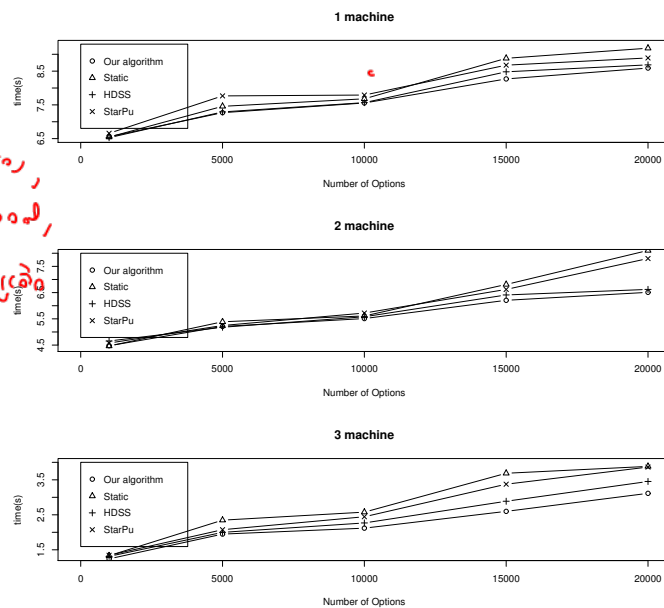 1 machine
time(s)
8.5
7.5
6.5
Our algorithm
Static
HDSS
StarPu
0 5000 10000 15000 20000
Number of Options
2 machine
time(s)
7.5
6.5
5.5
4.5
Our algorithm
Static
HDSS
StarPu
0 5000 10000 15000 20000
Number of Options
3 machine
time(s)
3.5
2.5
1.5
Our algorithm
Static
HDSS
StarPu
0 5000 10000 15000 20000
Number of Options